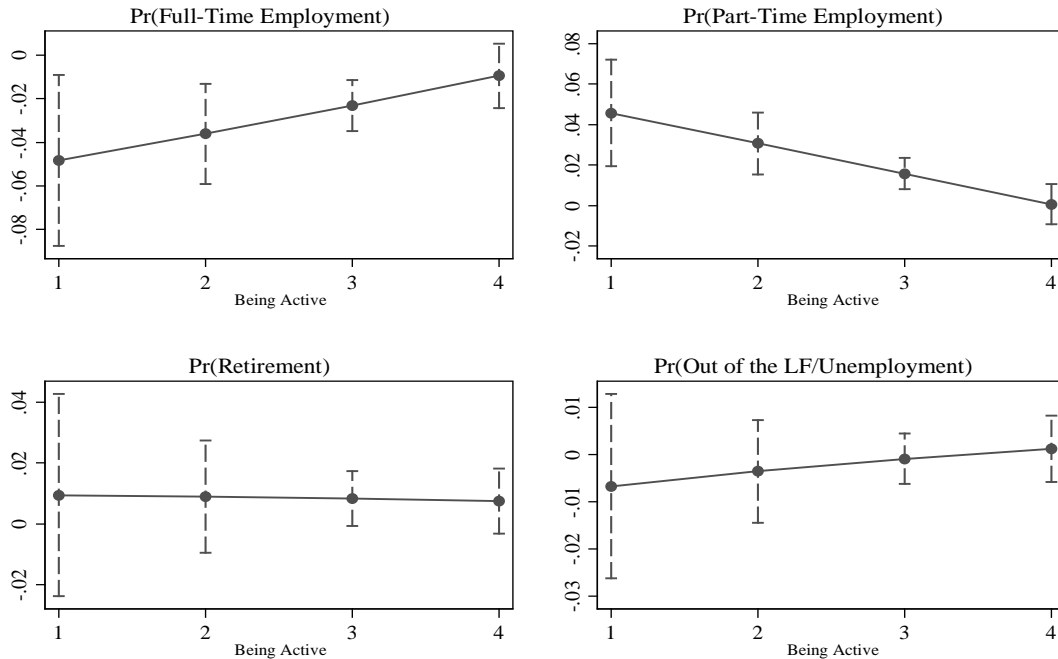 Pr(Full-Time Employment)
0
-.02
-.04
-.06
-.08
1 2 3 4
Being Active
Pr(Part-Time Employment)
.08
.06
.04
.02
0
-.02
1 2 3 4
Being Active
Pr(Retirement)
.04
.02
0
-.02
1 2 3 4
Being Active
Pr(Out of the LF/Unemployment)
.01
0
-.01
-.02
-.03
1 2 3 4
Being Active